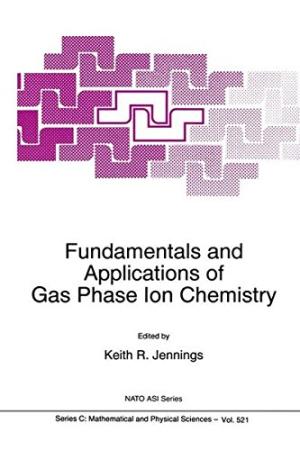 Fundamentals and
Applications of
Gas Phase Ion Chemistry
Edited by
Keith R. Jennings
NATO ASI Series
Series C: Mathematical and Physical Sciences – Vol. 521